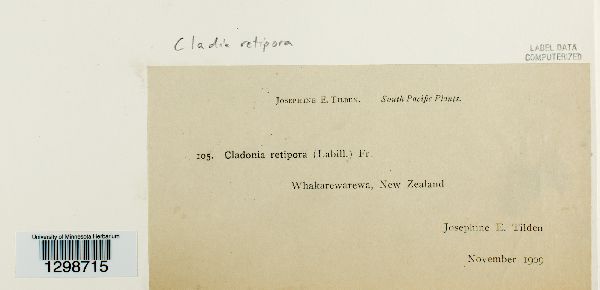 Cladia retipora
LABEL DATA
COMPUTERIZED
JOSEPHINE E. TILDEN. South Pacific Plants.
105. Cladonia retipora (Labill.) Fr.
Whakarewarewa, New Zealand
Josephine E. Tilden
November 1909
University of Minnesota Herbarium
1298715